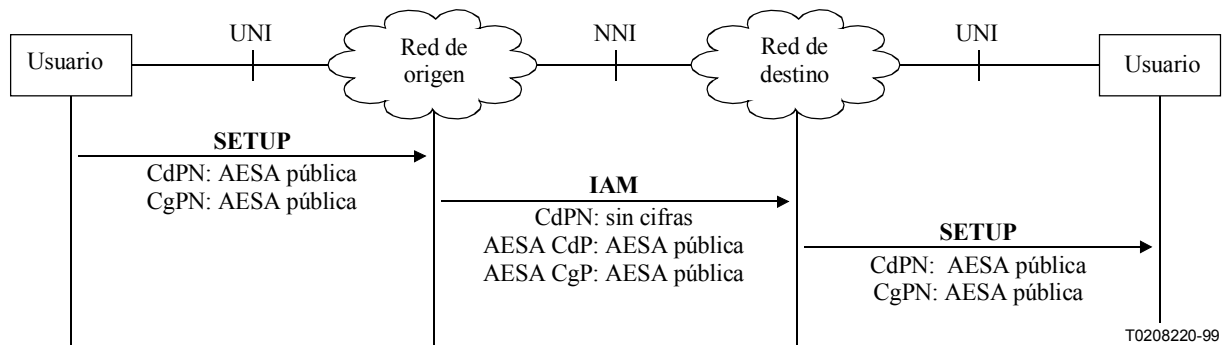 UNI
NNI
UNI
Usuario
Red de
origen
Red de
destino
Usuario
SETUP
CdPN: AESA pública
CgPN: AESA pública
IAM
CdPN: sin cifras
AESA CdP: AESA pública
AESA CgP: AESA pública
SETUP
CdPN: AESA pública
CgPN: AESA pública
T0208220-99